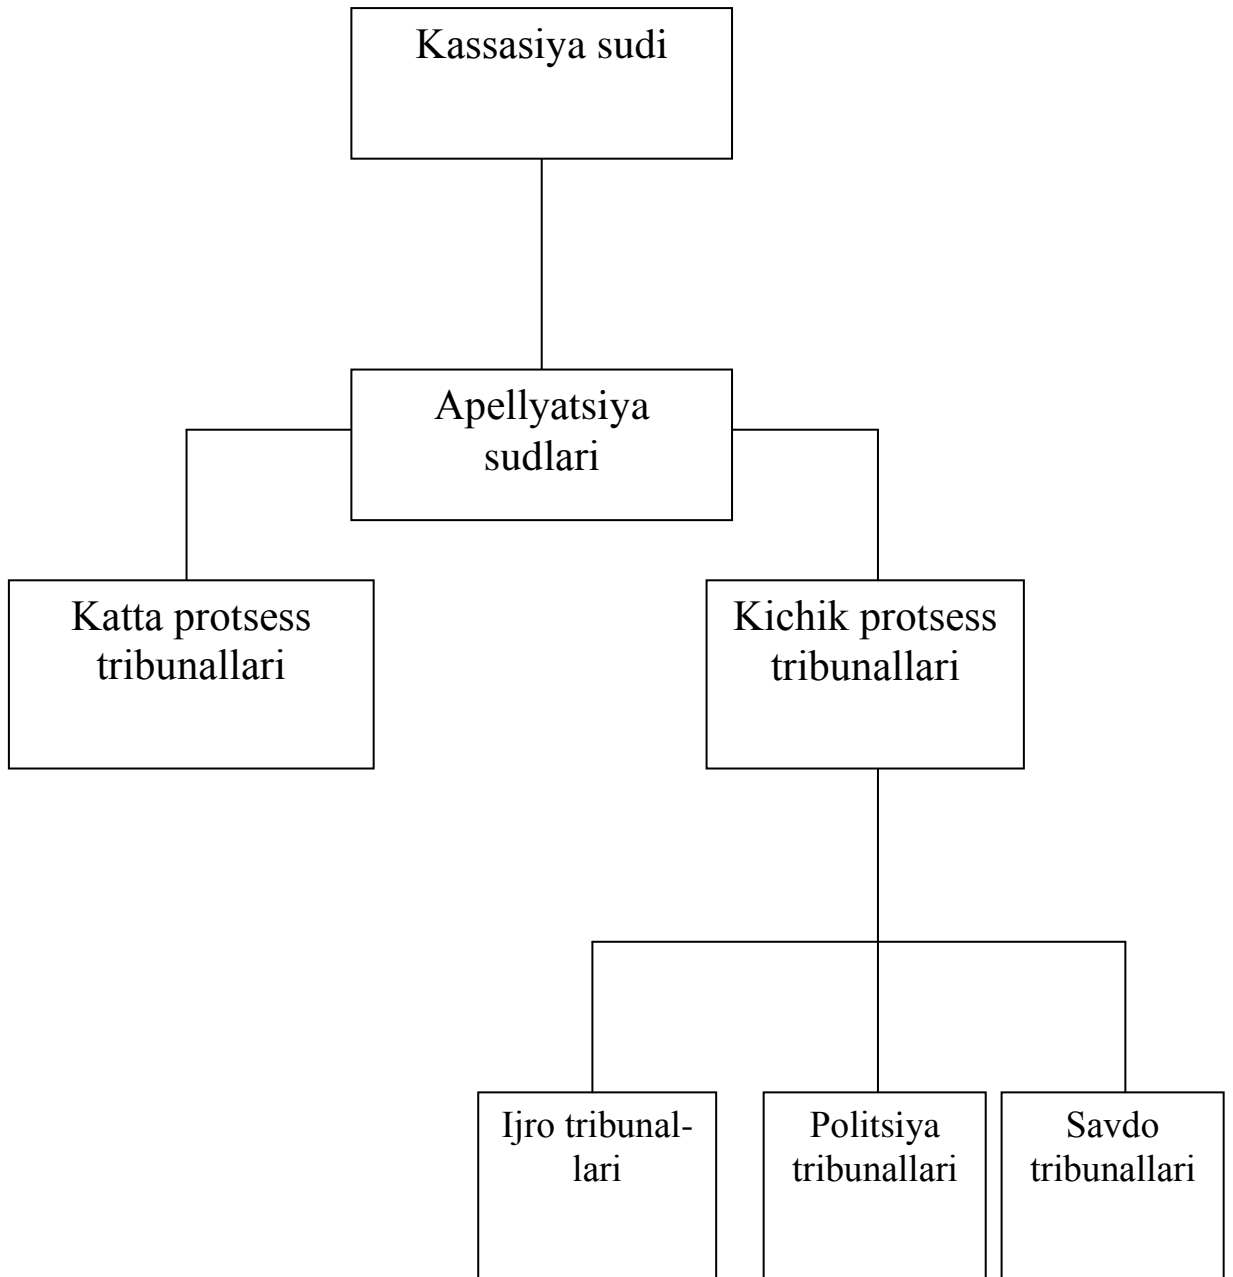 Kassasiya sudi
Apellyatsiya
sudlari
Katta protsess
tribunallari
Kichik protsess
tribunallari
Ijro tribunal-
lari
Politsiya
tribunallari
Savdo
tribunallari